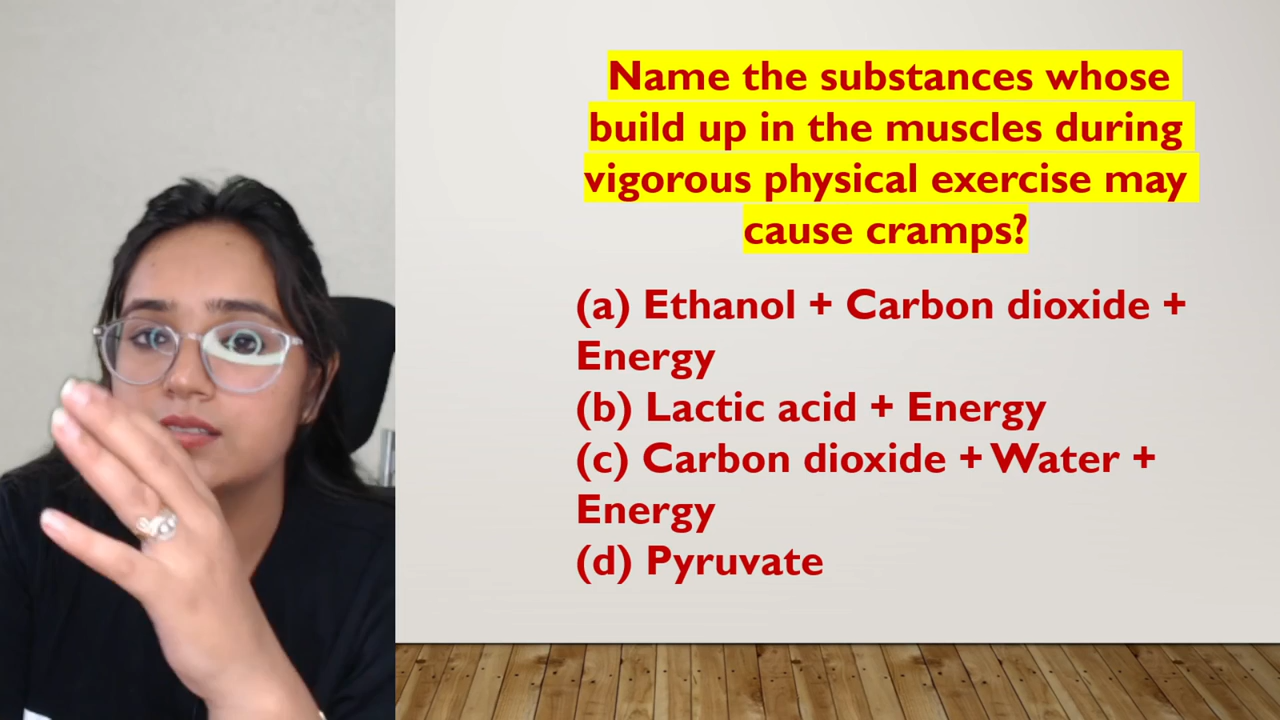 Name the substances whose
build up in the muscles during
vigorous physical exercise may
cause cramps?
(a) Ethanol + Carbon dioxide +
Energy
(b) Lactic acid + Energy
(c) Carbon dioxide + Water +
Energy
(d) Pyruvate